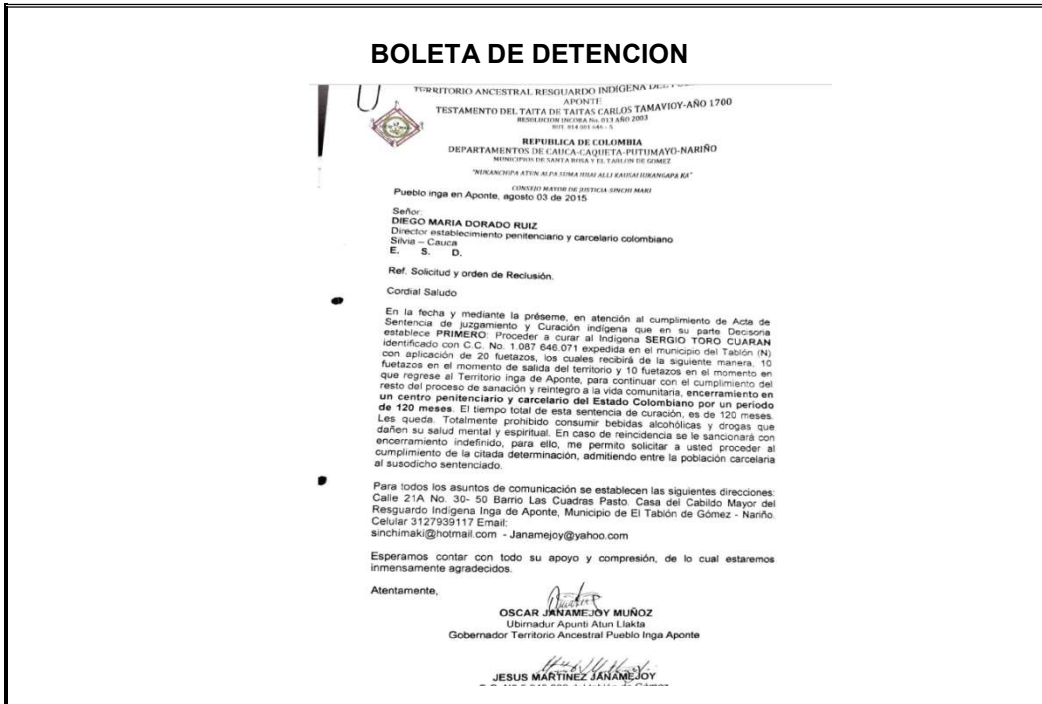 BOLETA DE DETENCION
TERRITORIO ANCESTRAL RESGUARDO INDIGENA DEL
APONTE
TESTAMENTO DEL TAITA DE TAITAS CARLOS TAMAVIOY-AÑO 1700
RESOLUCION INCORA No. 013 AÑO 2003
REPUBLICA DE COLOMBIA
DEPARTAMENTOS DE CAUCA-CAQUETA-PUTUMAYO-NARIÑO
MUNICIPIOS DE SANTA ROSA Y EL TABLON DE GOMEZ
CONSEJO MAYOR DE JUSTICIA SINCHI MAKI
Pueblo inga en Aponte, agosto 03 de 2015
Señor:
DIEGO MARIA DORADO RUIZ
Director establecimiento penitenciario y carcelario colombiano
Silvia – Cauca
E. S. D.
Ref. Solicitud y orden de Reclusión.
Cordial Saludo
En la fecha y mediante la préseme, en atención al cumplimiento de Acta de
Sentencia de juzgamiento y Curación indígena que en su parte Decisoria
establece PRIMERO: Proceder a curar al Indígena SERGIO TORO CUARAN
identificado con C.C. No. 1.087 646.071 expedida en el municipio del Tablón (N)
con aplicación de 20 fuetazos, los cuales recibirá de la siguiente manera, 10
fuetazos en el momento de salida del territorio y 10 fuetazos en el momento en
que regrese al Territorio inga de Aponte, para continuar con el cumplimiento del
resto del proceso de sanación y reintegro a la vida comunitaria, encerramiento en
un centro penitenciario y carcelario del Estado Colombiano por un periodo
de 120 meses. El tiempo total de esta sentencia de curación, es de 120 meses.
Les queda. Totalmente prohibido consumir bebidas alcohólicas y drogas que
dañen su salud mental y espiritual. En caso de reincidencia se le sancionará con
encerramiento indefinido, para ello, me permito solicitar a usted proceder al
cumplimiento de la citada determinación, admitiendo entre la población carcelaria
al susodicho sentenciado.
Para todos los asuntos de comunicación se establecen las siguientes direcciones:
Calle 21A No. 30- 50 Barrio Las Cuadras Pasto. Casa del Cabildo Mayor del
Resguardo Indígena Inga de Aponte, Municipio de El Tablón de Gómez - Nariño.
Celular 3127939117 Email:
sinchimaki@hotmail.com - Janamejoy@yahoo.com
Esperamos contar con todo su apoyo y compresión, de lo cual estaremos
inmensamente agradecidos.
Atentamente,
OSCAR JANAMEJOY MUÑOZ
Ubirnadur Apunti Atun Llakta
Gobernador Territorio Ancestral Pueblo Inga Aponte
JESUS MARTINEZ JANAMEJOY